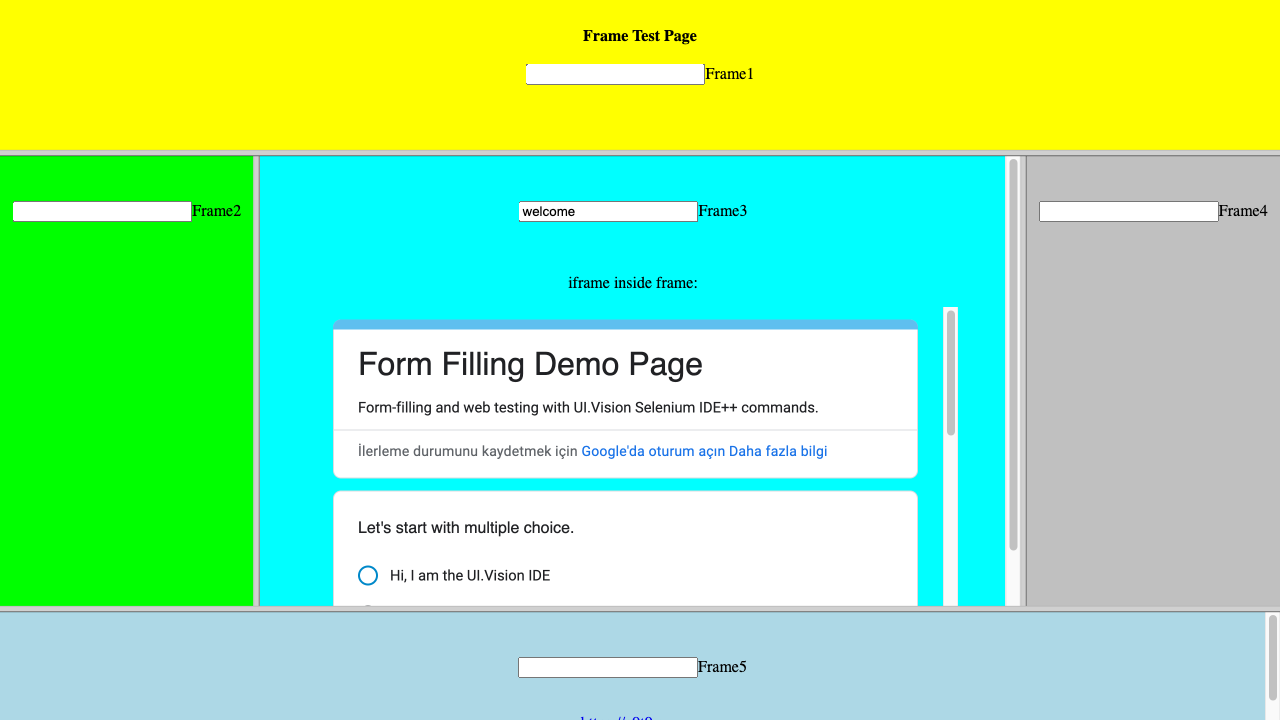 Frame Test Page
Frame1
Frame2
welcome Frame3
Frame4
iframe inside frame:
Form Filling Demo Page
Form-filling and web testing with UI.Vision Selenium IDE++ commands.
İlerleme durumunu kaydetmek için Google'da oturum açın Daha fazla bilgi
Let's start with multiple choice.
Hi, I am the UI.Vision IDE
Frame5